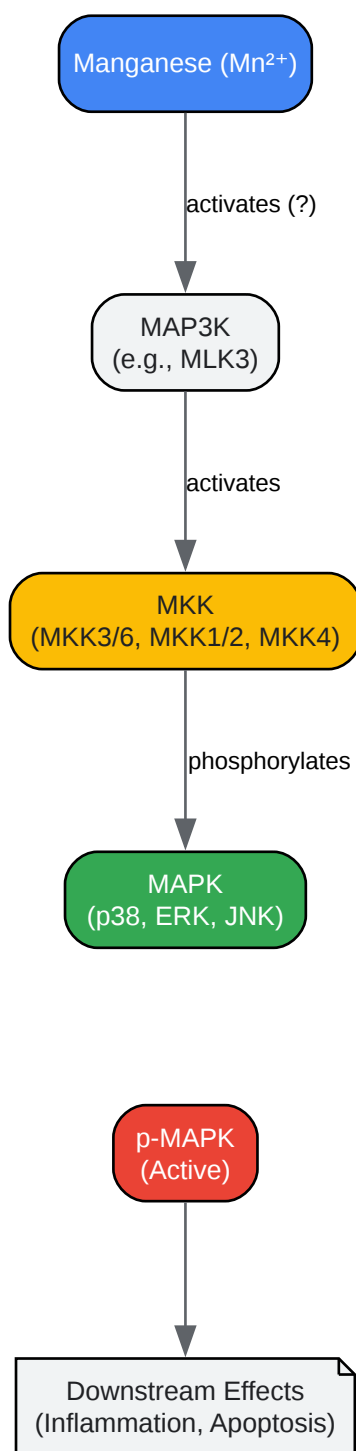 Manganese (Mn²⁺)
activates (?)
MAP3K
(e.g., MLK3)
activates
MKK
(MKK3/6, MKK1/2, MKK4)
phosphorylates
MAPK
(p38, ERK, JNK)
p-MAPK
(Active)
Downstream Effects
(Inflammation, Apoptosis)